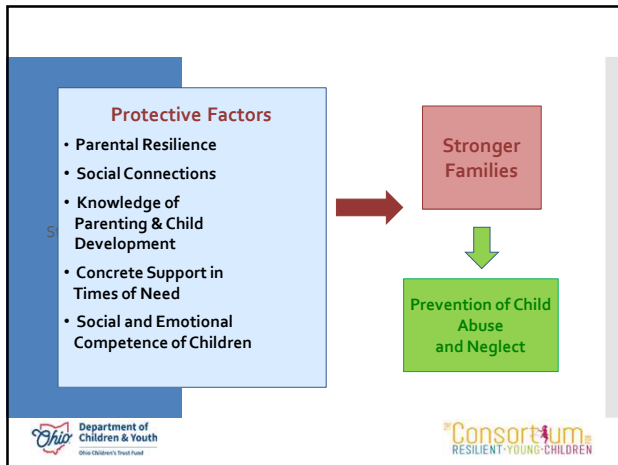 Protective Factors
• Parental Resilience
• Social Connections
• Knowledge of
Parenting & Child
Development
• Concrete Support in
Times of Need
• Social and Emotional
Competence of Children
Stronger
Families
Prevention of Child
Abuse
and Neglect
Ohio
Department of
Children & Youth
Ohio Children's Trust Fund
The Consortium for
RESILIENT•YOUNG•CHILDREN